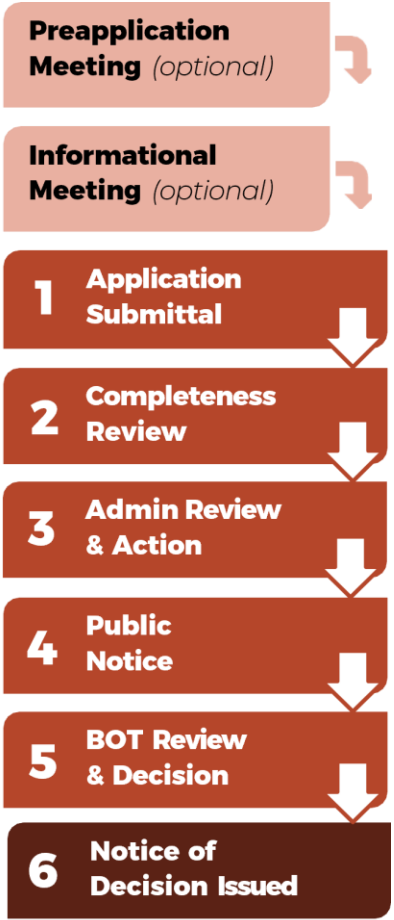 Preapplication
Meeting (optional)
Informational
Meeting (optional)
1
Application
Submittal
2
Completeness
Review
3
Admin Review
& Action
4
Public
Notice
5
BOT Review
& Decision
6
Notice of
Decision Issued